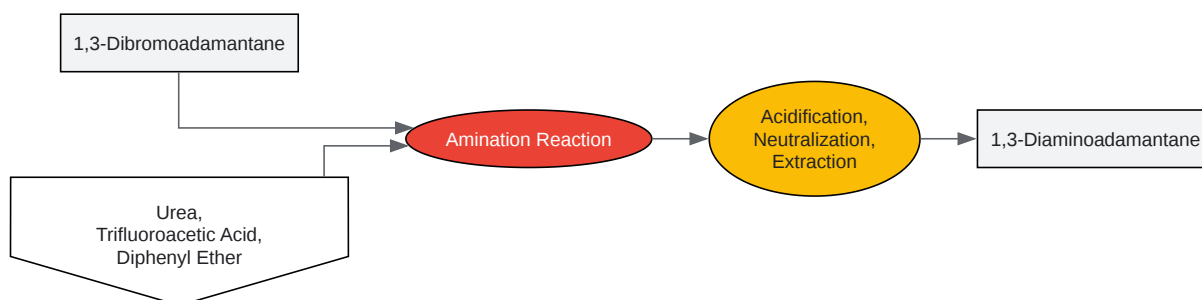 1,3-Dibromoadamantane
Urea,
Trifluoroacetic Acid,
Diphenyl Ether
Amination Reaction
Acidification,
Neutralization,
Extraction
1,3-Diaminoadamantane